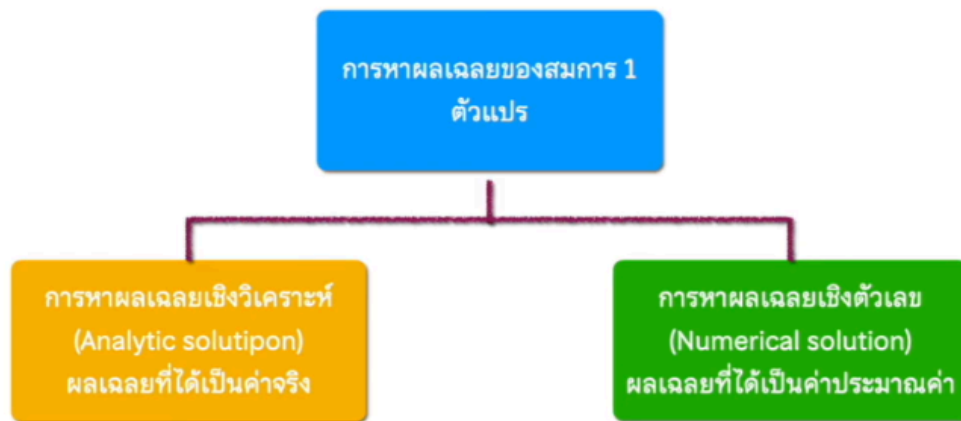 การหาผลเฉลยของสมการ 1
ตัวแปร
การหาผลเฉลยเชิงวิเคราะห์
(Analytic solutipon)
ผลเฉลยที่ได้เป็นค่าจริง
การหาผลเฉลยเชิงตัวเลข
(Numerical solution)
ผลเฉลยที่ได้เป็นค่าประมาณค่า